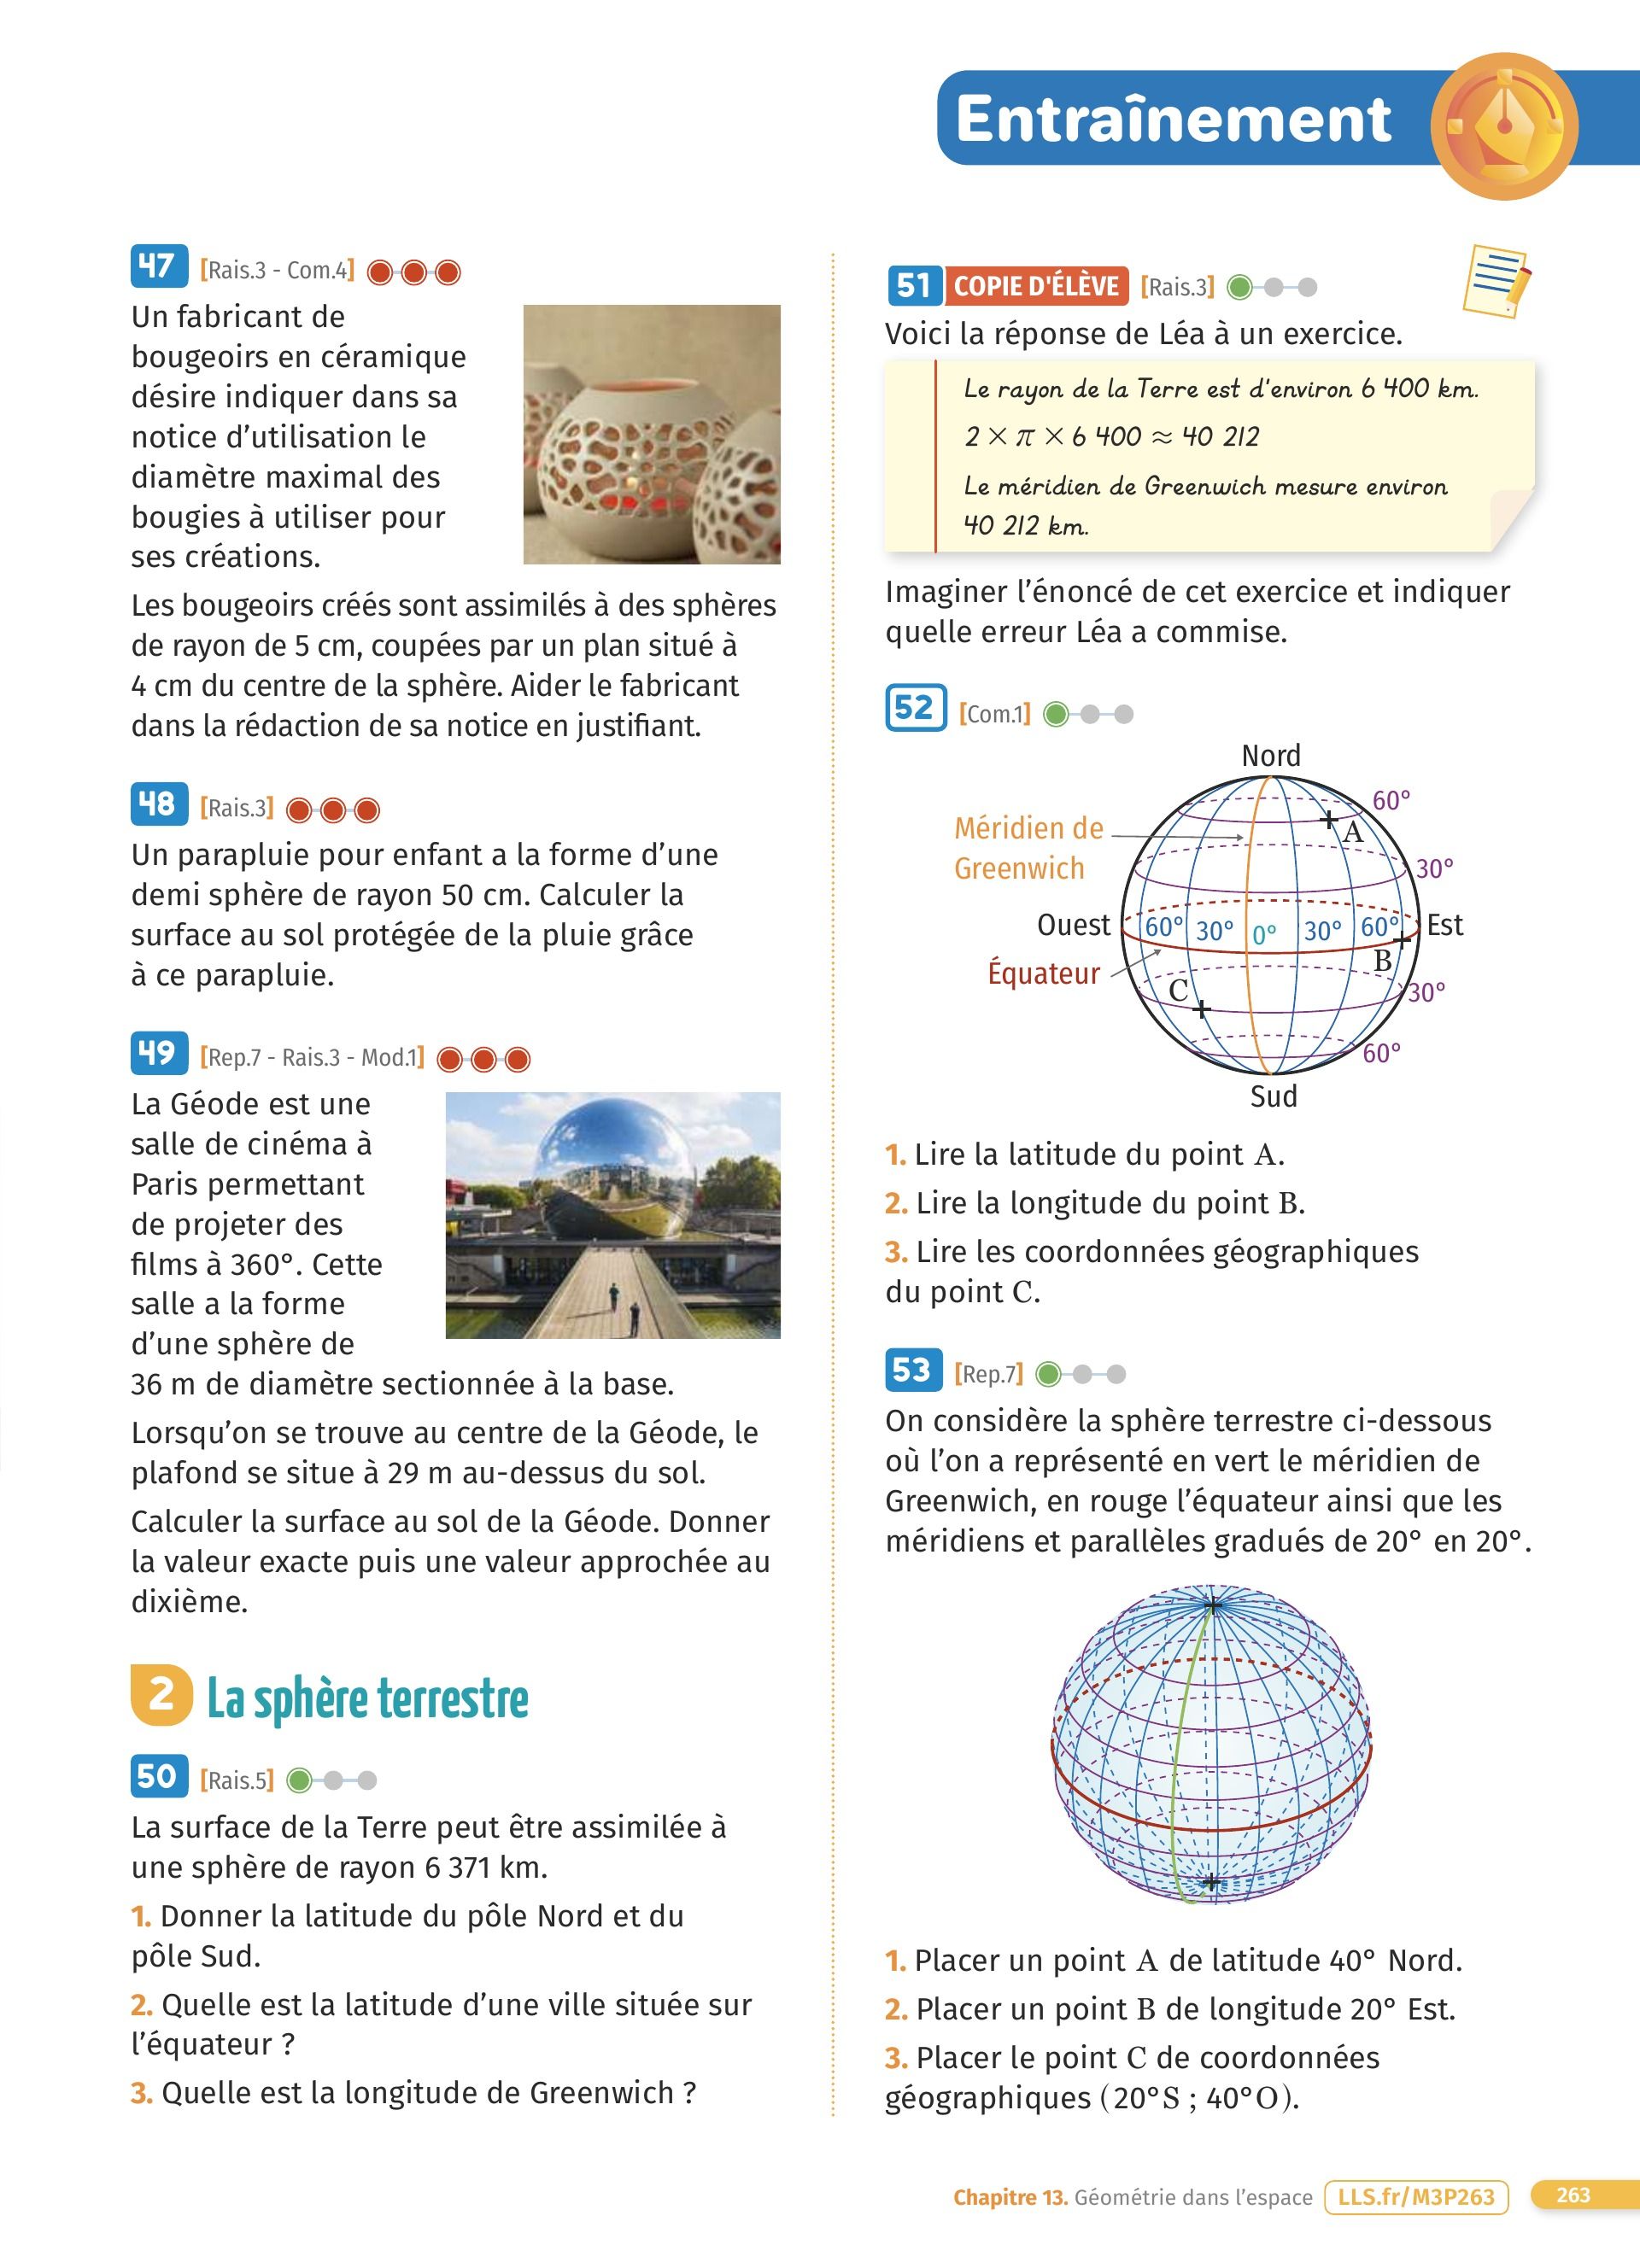 Entraînement
47 [Rais.3 - Com.4]
Un fabricant de
bougeoirs en céramique
désire indiquer dans sa
notice d'utilisation le
diamètre maximal des
bougies à utiliser pour
ses créations.
Les bougeoirs créés sont assimilés à des sphères
de rayon de 5 cm, coupées par un plan situé à
4 cm du centre de la sphère. Aider le fabricant
dans la rédaction de sa notice en justifiant.
48 [Rais.3]
Un parapluie pour enfant a la forme d'une
demi sphère de rayon 50 cm. Calculer la
surface au sol protégée de la pluie grâce
à ce parapluie.
49 [Rep.7 - Rais.3 - Mod.1]
La Géode est une
salle de cinéma à
Paris permettant
de projeter des
films à 360°. Cette
salle a la forme
d'une sphère de
36 m de diamètre sectionnée à la base.
Lorsqu'on se trouve au centre de la Géode, le
plafond se situe à 29 m au-dessus du sol.
Calculer la surface au sol de la Géode. Donner
la valeur exacte puis une valeur approchée au
dixième.
2 La sphère terrestre
50 [Rais.5]
La surface de la Terre peut être assimilée à
une sphère de rayon 6 371 km.
1. Donner la latitude du pôle Nord et du
pôle Sud.
2. Quelle est la latitude d'une ville située sur
l'équateur ?
3. Quelle est la longitude de Greenwich ?
51 COPIE D'ÉLÈVE [Rais.3]
Voici la réponse de Léa à un exercice.
Le rayon de la Terre est d'environ 6 400 km.
2 × π × 6 400 ≈ 40 212
Le méridien de Greenwich mesure environ
40 212 km.
Imaginer l'énoncé de cet exercice et indiquer
quelle erreur Léa a commise.
52 [Com.1]
Nord
60°
Méridien de
A
Greenwich
30°
Ouest 60° 30° 0° 30° 60° Est
B
Équateur
C
30°
60°
Sud
1. Lire la latitude du point A.
2. Lire la longitude du point B.
3. Lire les coordonnées géographiques
du point C.
53 [Rep.7]
On considère la sphère terrestre ci-dessous
où l'on a représenté en vert le méridien de
Greenwich, en rouge l'équateur ainsi que les
méridiens et parallèles gradués de 20° en 20°.
1. Placer un point A de latitude 40° Nord.
2. Placer un point B de longitude 20° Est.
3. Placer le point C de coordonnées
géographiques (20°S ; 40°O).
Chapitre 13. Géométrie dans l'espace LLS.fr/M3P263 263